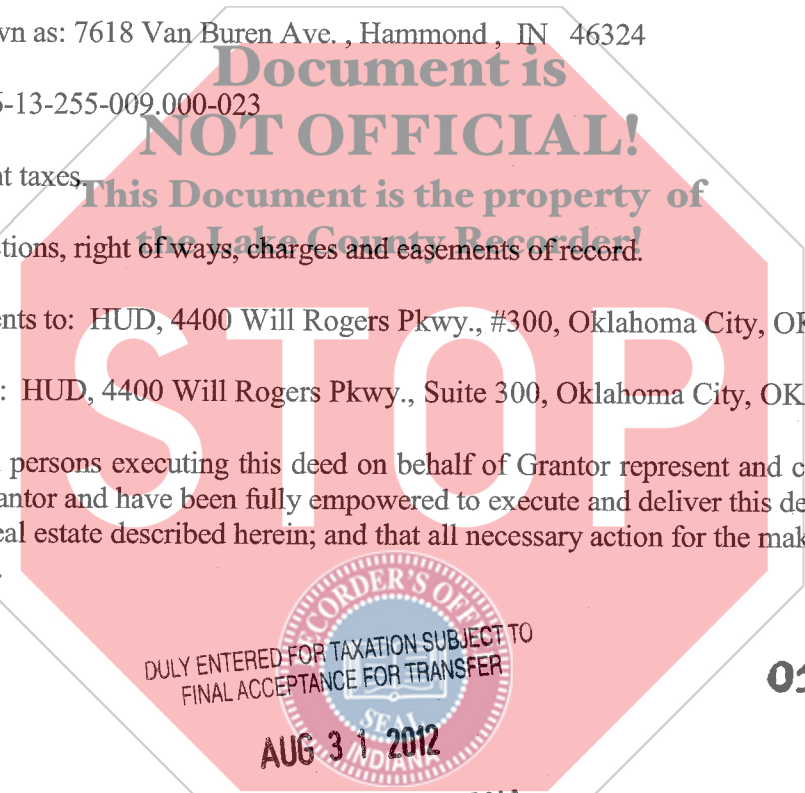 wn as: 7618 Van Buren Ave. , Hammond , IN 46324
Document is
-13-255-009.000-023
NOT OFFICIAL!
nt taxes.
This Document is the property of
the Lake County Recorder!
tions, right of ways, charges and easements of record.
nts to: HUD, 4400 Will Rogers Pkwy., #300, Oklahoma City, OK
STOP
: HUD, 4400 Will Rogers Pkwy., Suite 300, Oklahoma City, OK
persons executing this deed on behalf of Grantor represent and c
antor and have been fully empowered to execute and deliver this de
eal estate described herein; and that all necessary action for the mak
RECORDER'S OFFI
DULY ENTERED FOR TAXATION SUBJECT TO
FINAL ACCEPTANCE FOR TRANSFER
SEAL
INDIANA
AUG 31 2012